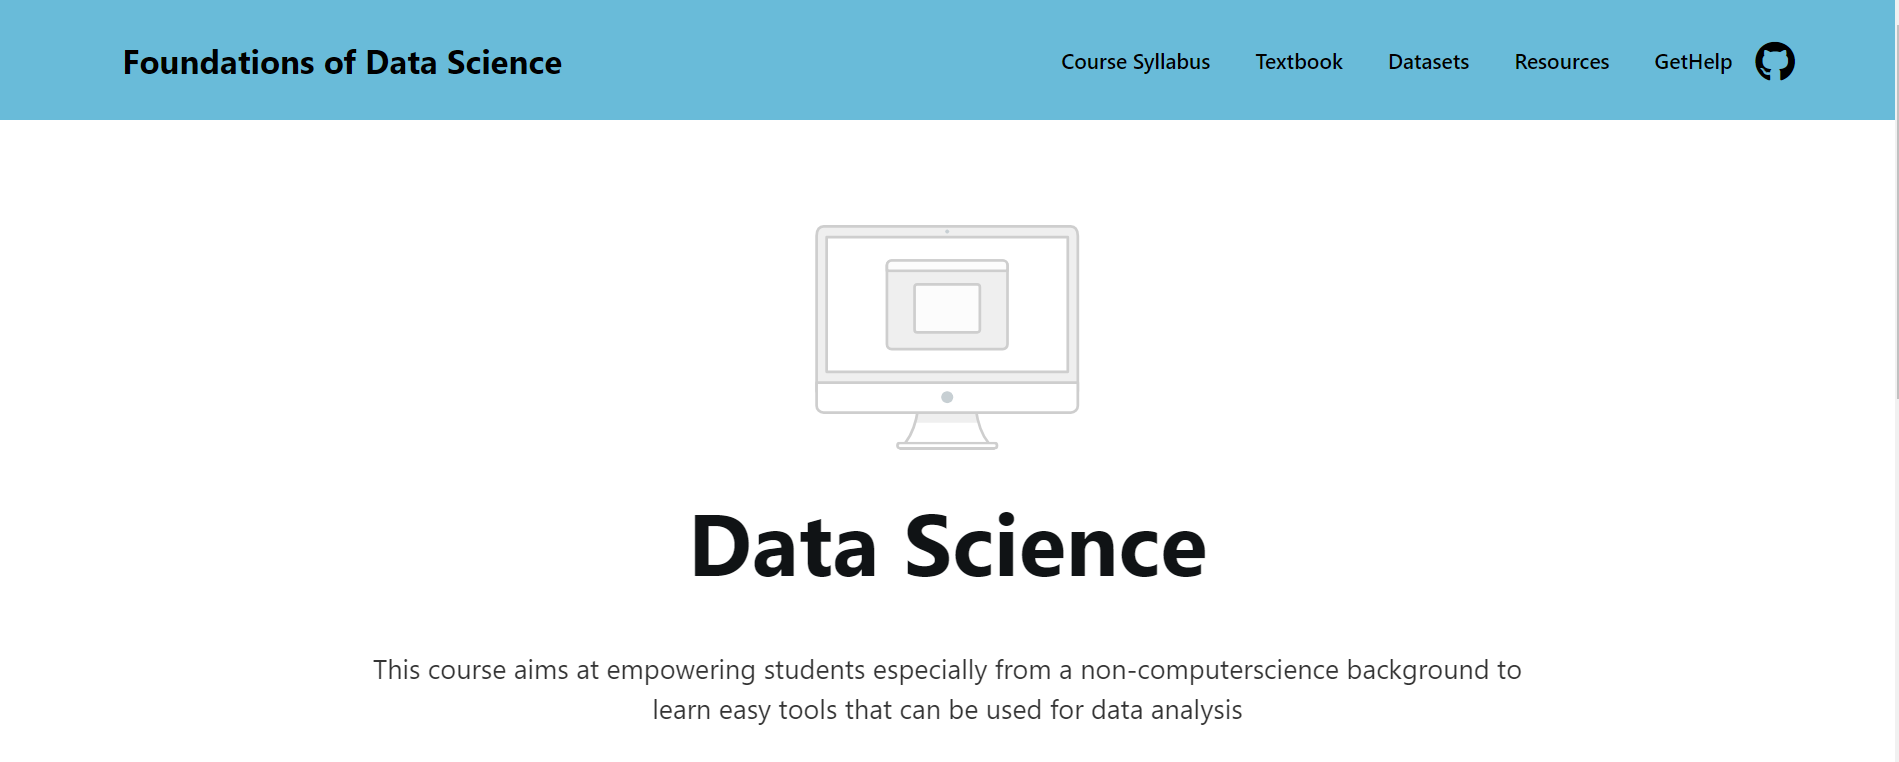 Foundations of Data Science
Course Syllabus Textbook Datasets Resources GetHelp
Data Science
This course aims at empowering students especially from a non-computerscience background to
learn easy tools that can be used for data analysis